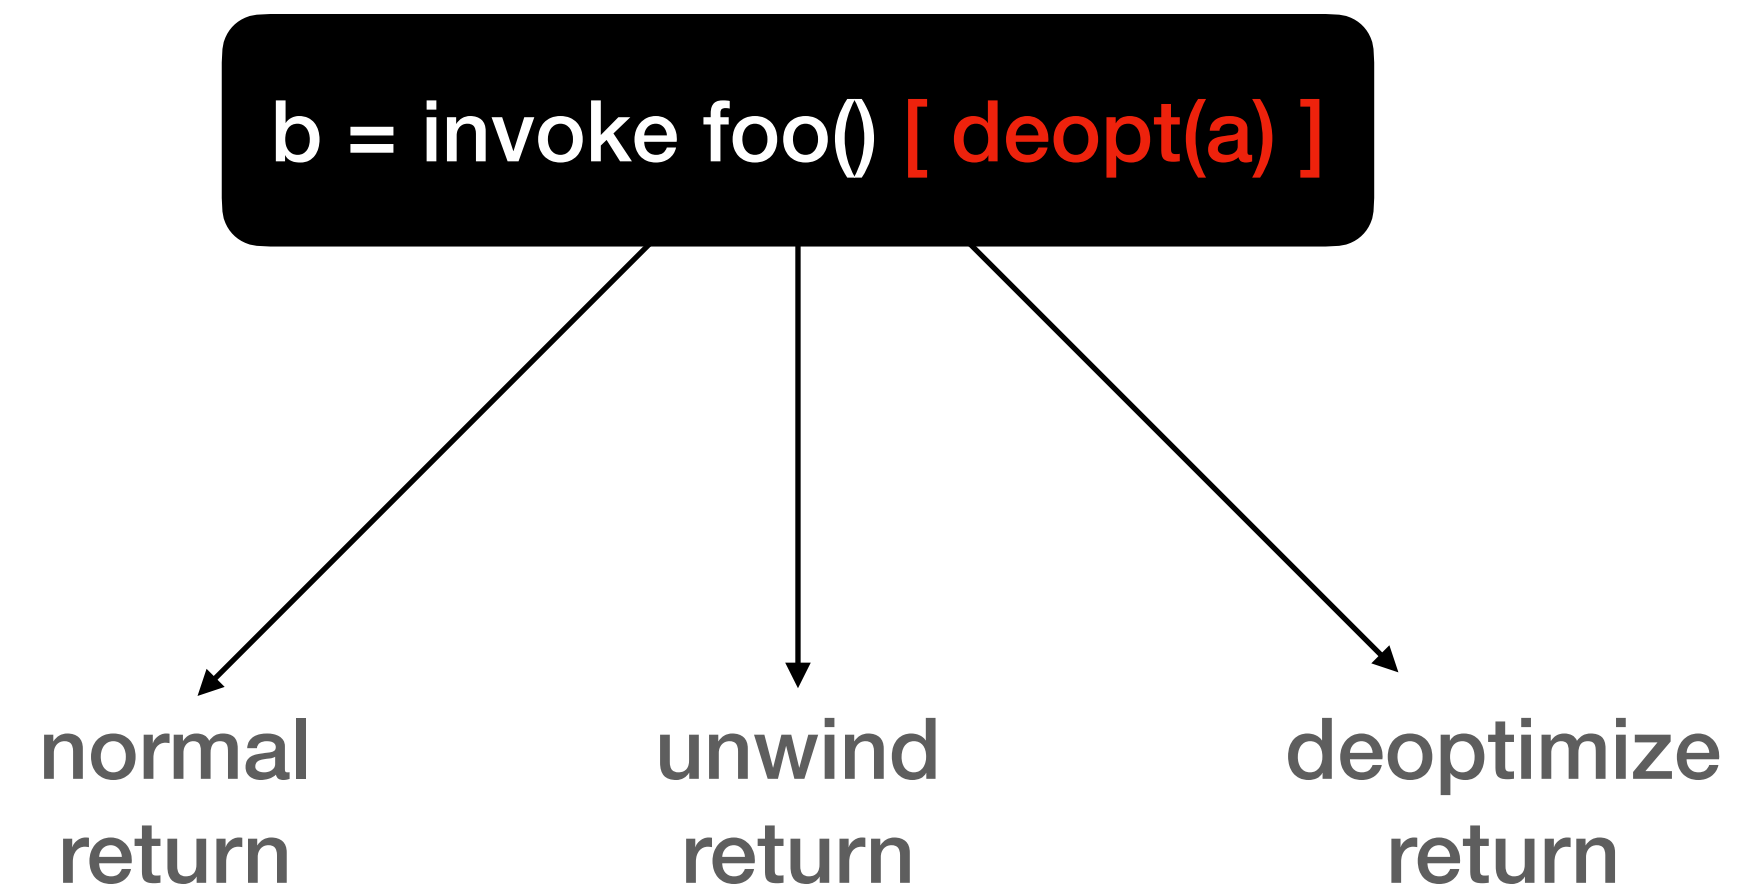 b = invoke foo() [ deopt(a) ]
normal
return
unwind
return
deoptimize
return